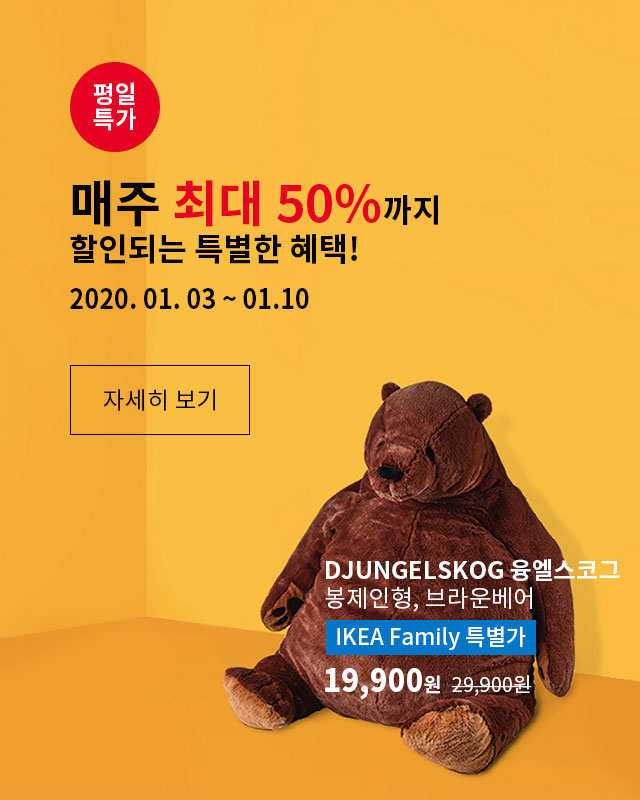 평일
특가
매주 최대 50%까지
할인되는 특별한 혜택!
2020. 01. 03 ~ 01.10
자세히 보기
DJUNGELSKOG 융엘스코그
봉제인형, 브라운베어
IKEA Family 특별가
19,900원 29,900원